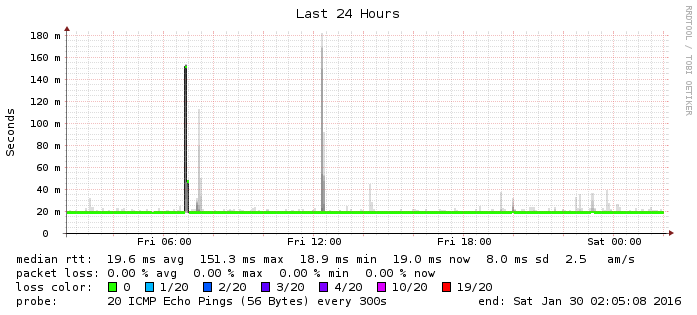 Last 24 Hours
RRDTOOL / TOBI OETIKER
Seconds
180 m
160 m
140 m
120 m
100 m
80 m
60 m
40 m
20 m
0
Fri 06:00 Fri 12:00 Fri 18:00 Sat 00:00
median rtt: 19.6 ms avg 151.3 ms max 18.9 ms min 19.0 ms now 8.0 ms sd 2.5 am/s
packet loss: 0.00 % avg 0.00 % max 0.00 % min 0.00 % now
loss color: 0 1/20 2/20 3/20 4/20 10/20 19/20
probe: 20 ICMP Echo Pings (56 Bytes) every 300s end: Sat Jan 30 02:05:08 2016